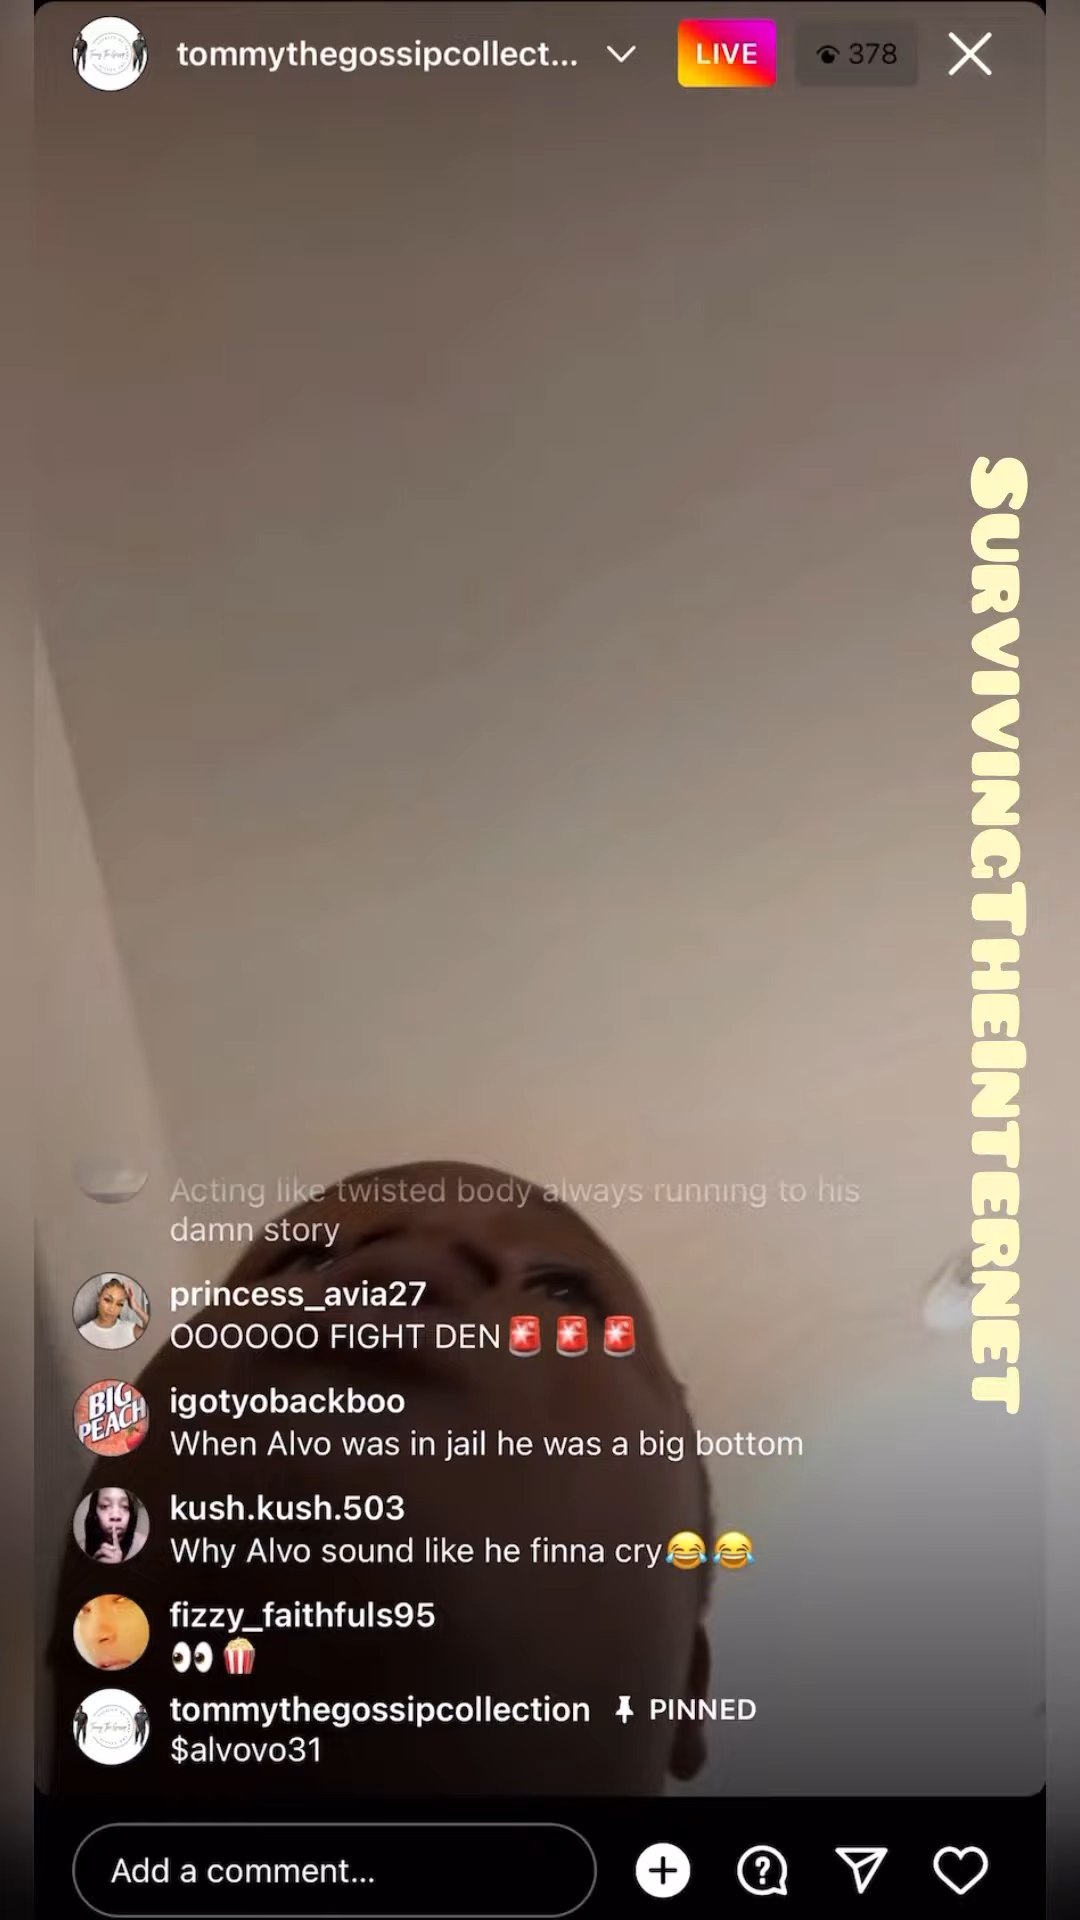 tommythegossipcollect...
LIVE
378
SURVIVINGTHEINTERNET
Acting like twisted body always running to his
damn story
princess_avia27
OOOOOO FIGHT DEN🚨🚨🚨
BIG
PEACH
igotyobackboo
When Alvo was in jail he was a big bottom
kush.kush.503
Why Alvo sound like he finna cry😂😂
fizzy_faithfuls95
👀🍿
tommythegossipcollection PINNED
$alvovo31
Add a comment...